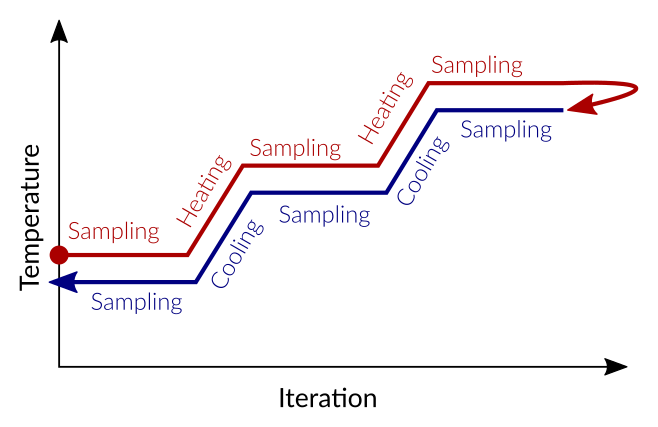 Sampling
Heating
Sampling
Sampling
Heating
Cooling
Sampling
Sampling
Cooling
Sampling
Temperature
Iteration